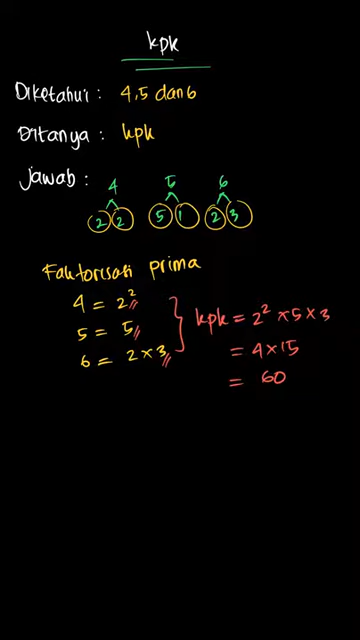 kpk
Diketahui : 4,5 dan 6
Ditanya : kpk
Jawab :
4 5 6
2 2 5 1 2 3
Faktorisasi prima
4 = 2²
5 = 5
6 = 2 × 3
kpk = 2² × 5 × 3
= 4 × 15
= 60